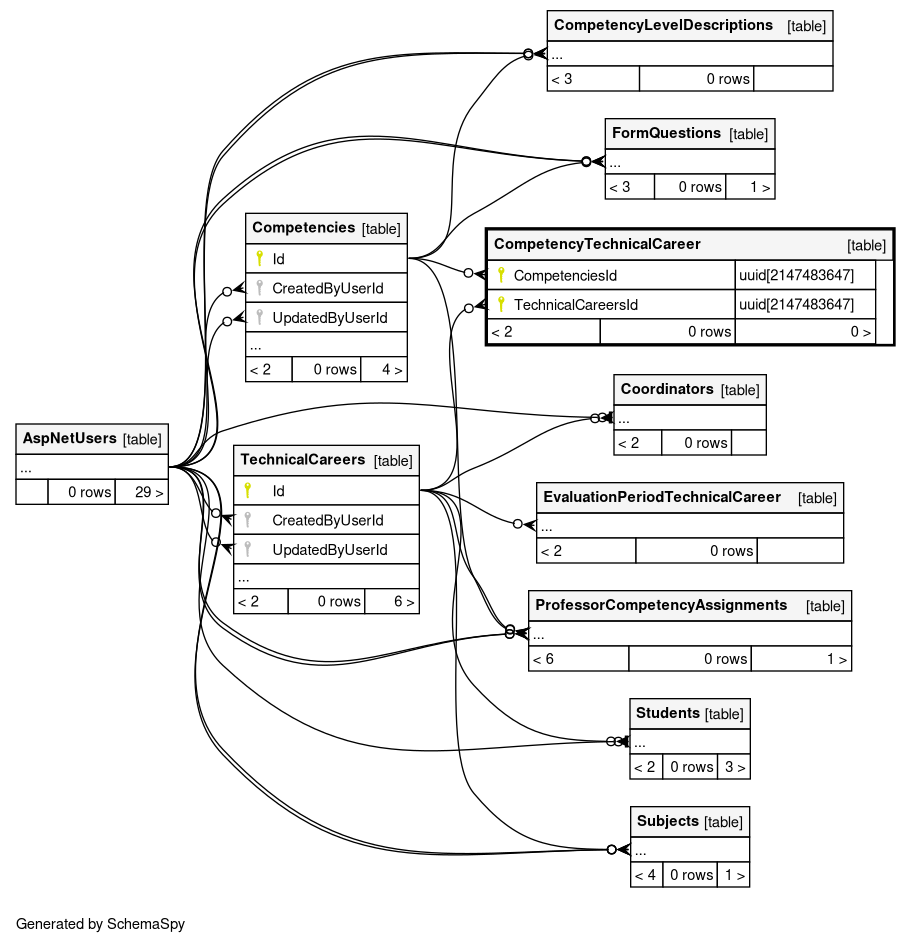 CompetencyLevelDescriptions [table]
...
< 3 0 rows
FormQuestions [table]
...
< 3 0 rows 1 >
Competencies [table]
Id
CreatedByUserId
UpdatedByUserId
...
< 2 0 rows 4 >
CompetencyTechnicalCareer [table]
CompetenciesId uuid[2147483647]
TechnicalCareersId uuid[2147483647]
< 2 0 rows 0 >
Coordinators [table]
...
< 2 0 rows
AspNetUsers [table]
...
0 rows 29 >
TechnicalCareers [table]
Id
CreatedByUserId
UpdatedByUserId
...
< 2 0 rows 6 >
EvaluationPeriodTechnicalCareer [table]
...
< 2 0 rows
ProfessorCompetencyAssignments [table]
...
< 6 0 rows 1 >
Students [table]
...
< 2 0 rows 3 >
Subjects [table]
...
< 4 0 rows 1 >
Generated by SchemaSpy